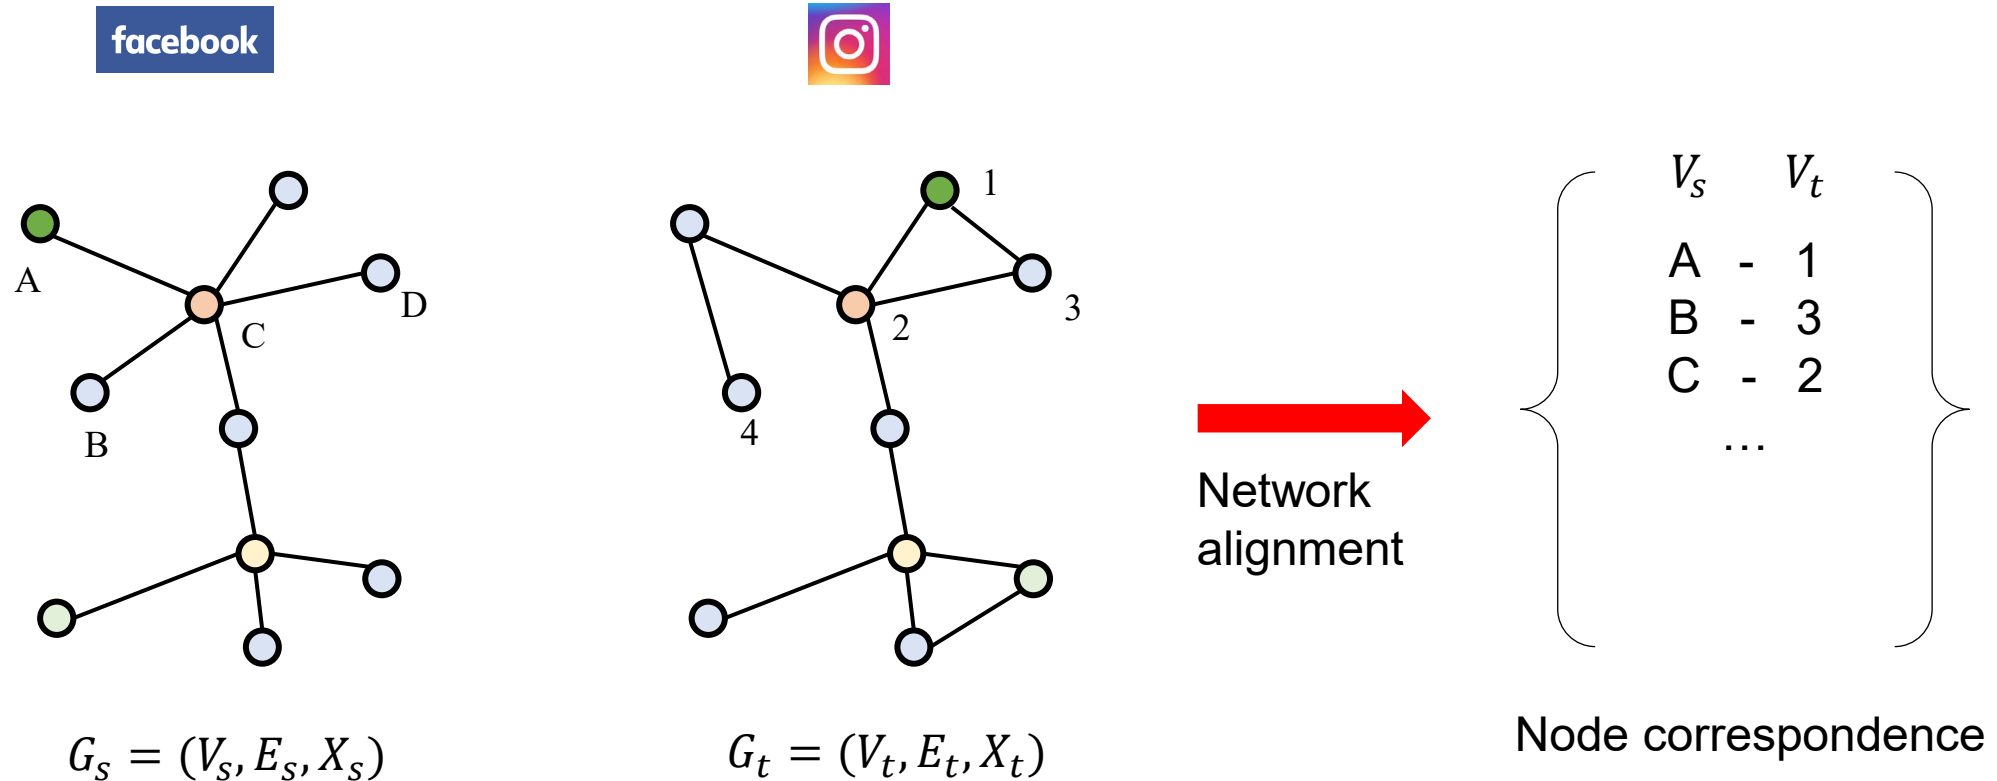 facebook
A
B
C
D
1
2
3
4
Network
alignment
V_s V_t
A - 1
B - 3
C - 2
…
G_s = (V_s, E_s, X_s)
G_t = (V_t, E_t, X_t)
Node correspondence